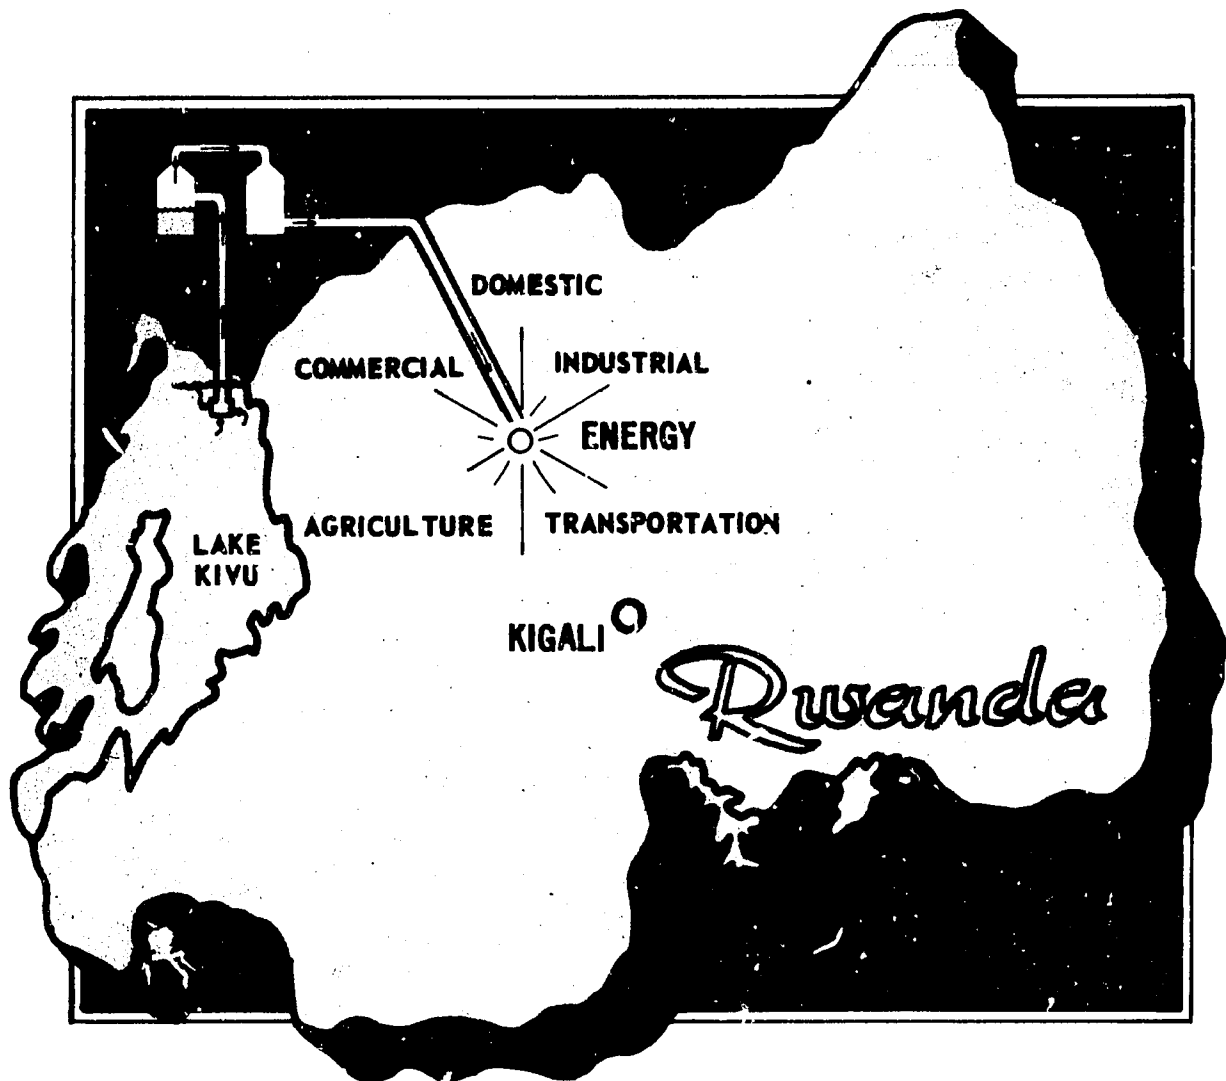 DOMESTIC
COMMERCIAL
INDUSTRIAL
ENERGY
AGRICULTURE
TRANSPORTATION
LAKE
KIVU
KIGALI
Rwanda